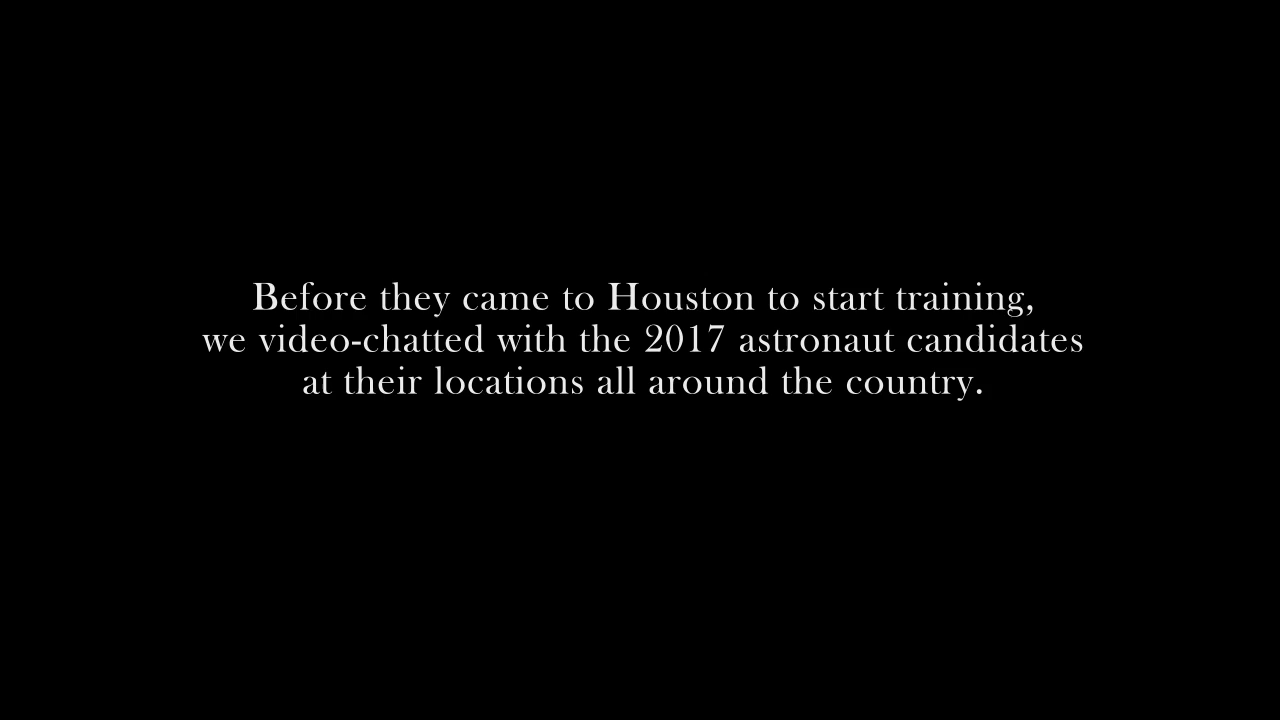 Before they came to Houston to start training,
we video-chatted with the 2017 astronaut candidates
at their locations all around the country.